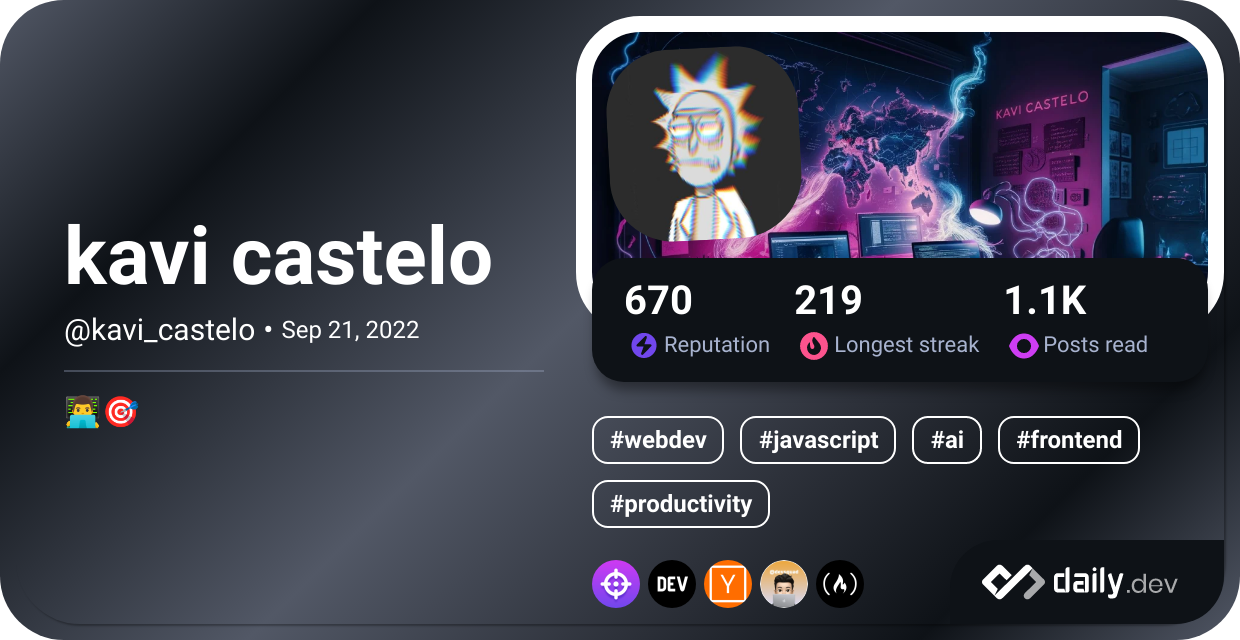 kavi castelo
@kavi_castelo • Sep 21, 2022
👨‍💻🎯
KAVI CASTELO
670 219 1.1K
Reputation Longest streak Posts read
#webdev #javascript #ai #frontend
#productivity
DEV Y
daily.dev